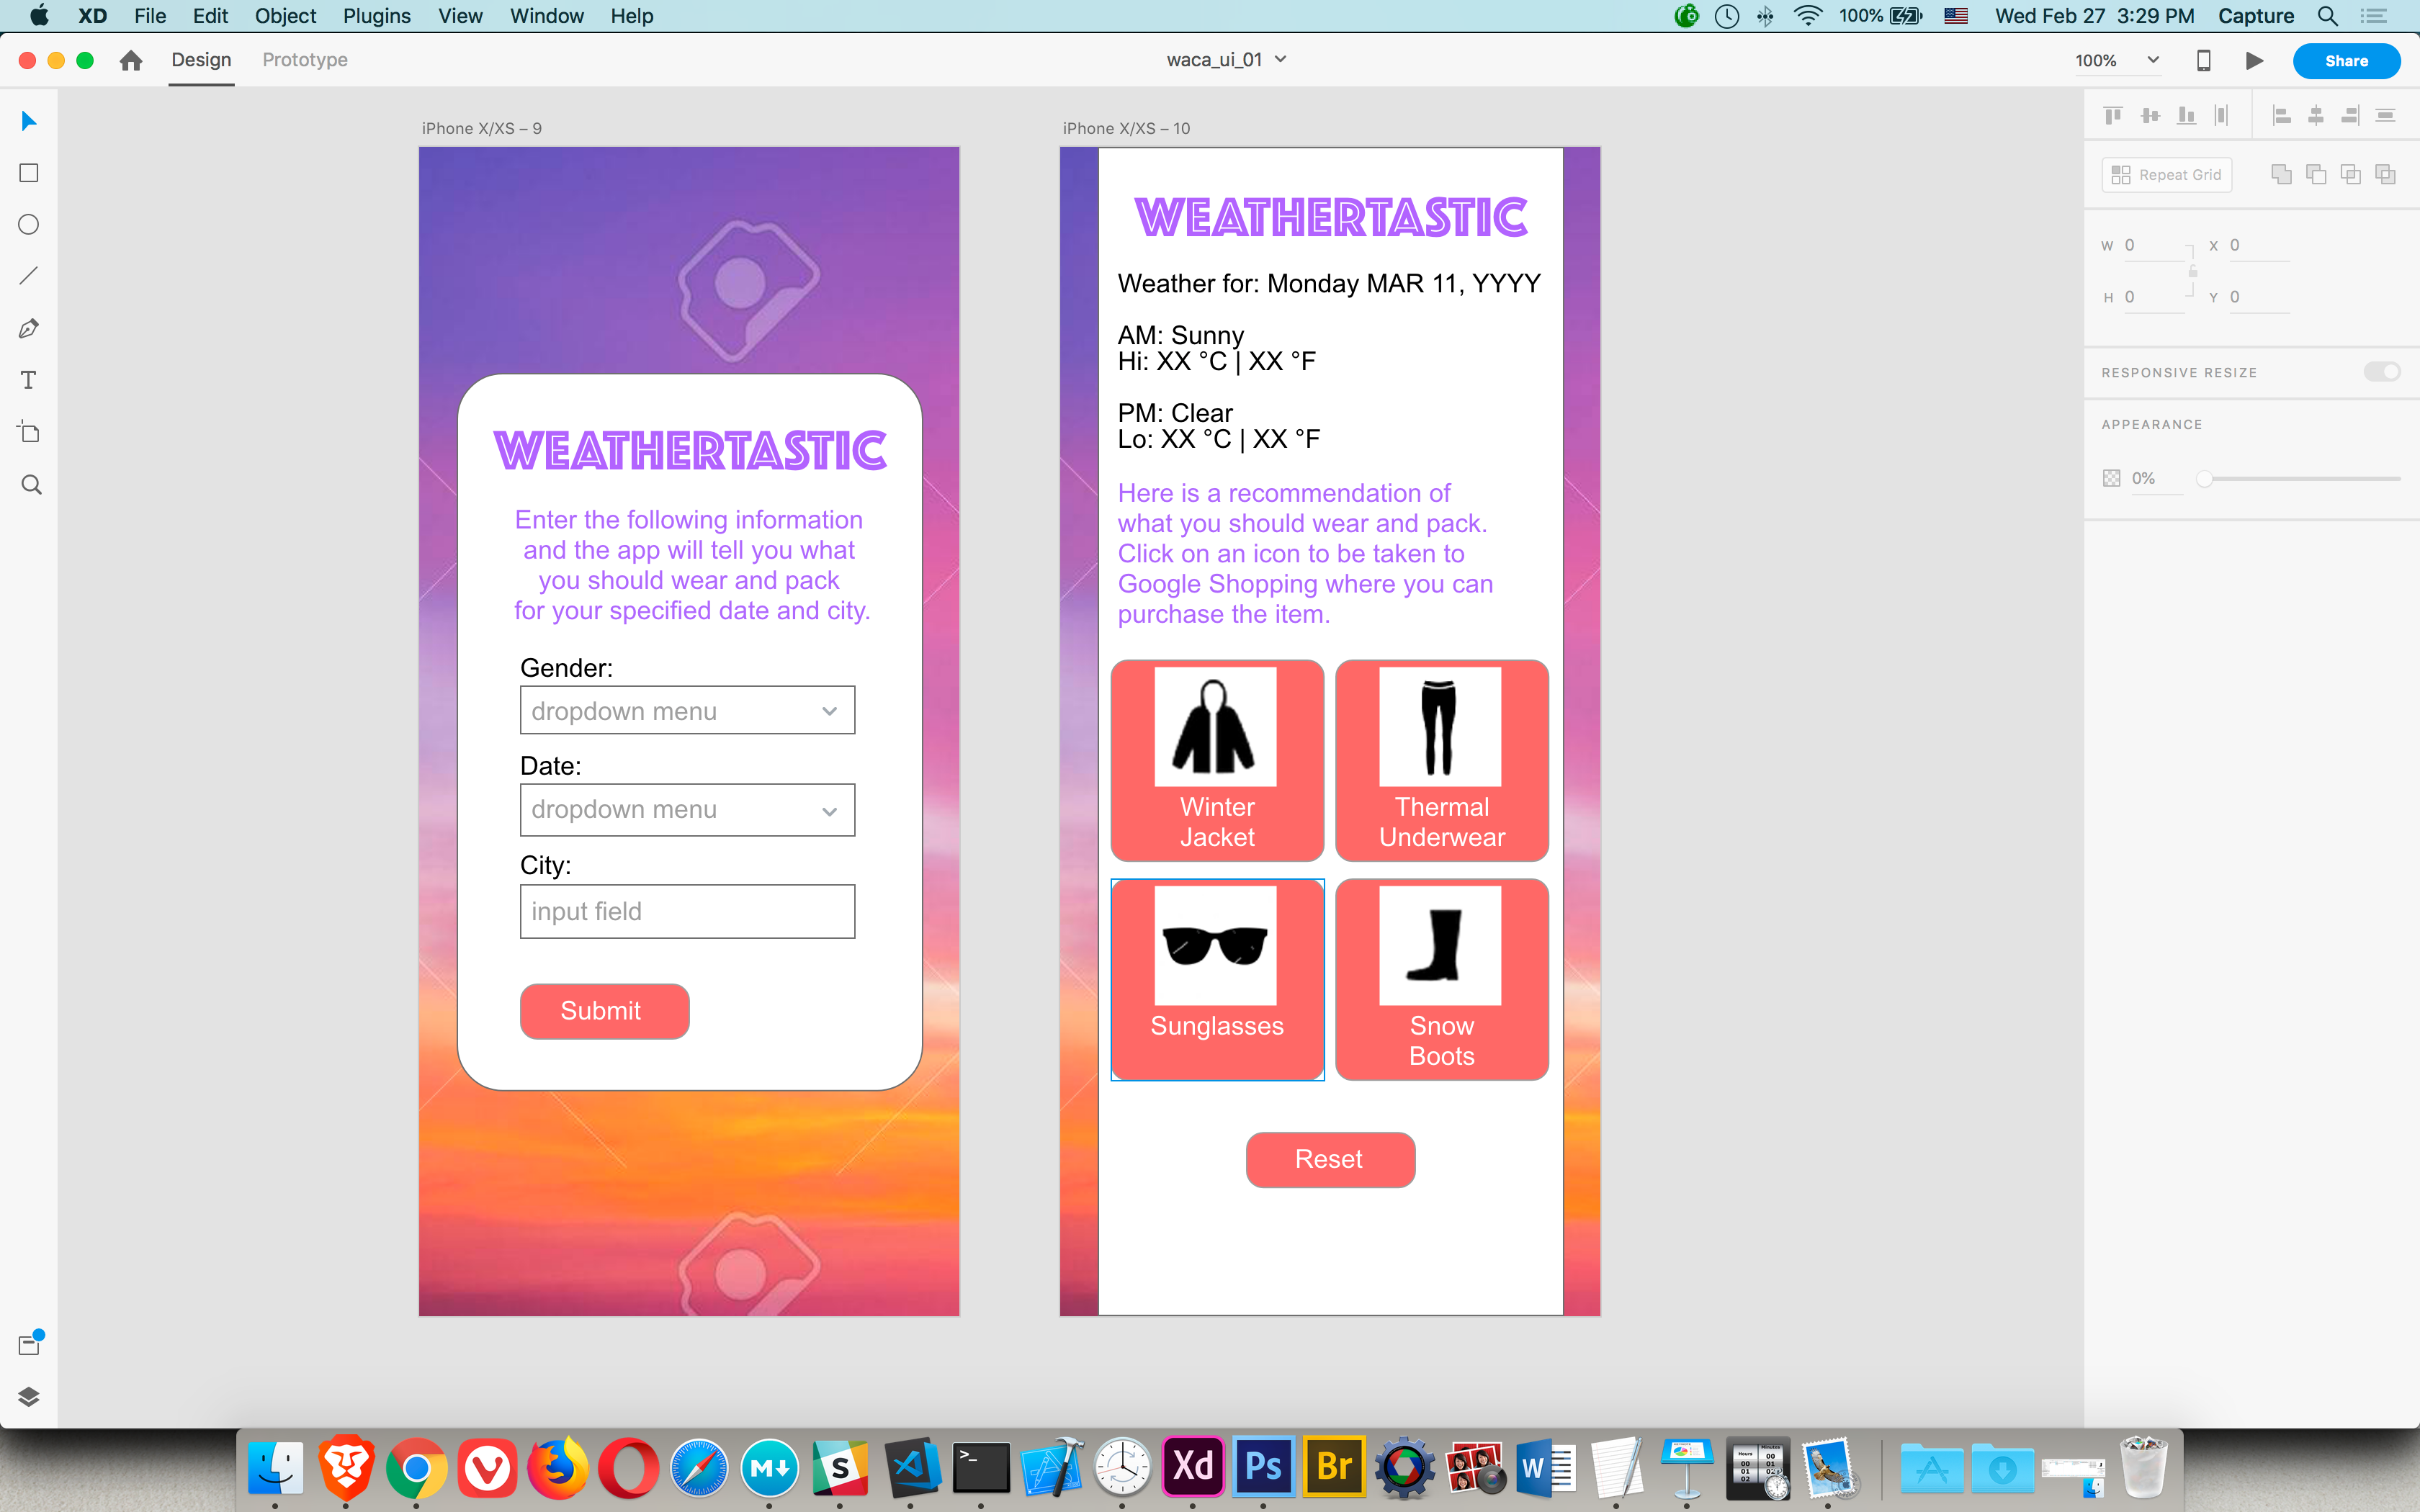 XD File Edit Object Plugins View Window Help 100% Wed Feb 27 3:29 PM Capture
Design Prototype waca_ui_01 100% Share
iPhone X/XS – 9
WEATHERTASTIC
Enter the following information
and the app will tell you what
you should wear and pack
for your specified date and city.
Gender:
dropdown menu
Date:
dropdown menu
City:
input field
Submit
iPhone X/XS – 10
WEATHERTASTIC
Weather for: Monday MAR 11, YYYY
AM: Sunny
Hi: XX °C | XX °F
PM: Clear
Lo: XX °C | XX °F
Here is a recommendation of
what you should wear and pack.
Click on an icon to be taken to
Google Shopping where you can
purchase the item.
Winter
Jacket
Thermal
Underwear
Sunglasses
Snow
Boots
Reset
Repeat Grid
W 0 X 0
H 0 Y 0
RESPONSIVE RESIZE
APPEARANCE
0%
M S >_ Xd Ps Br W